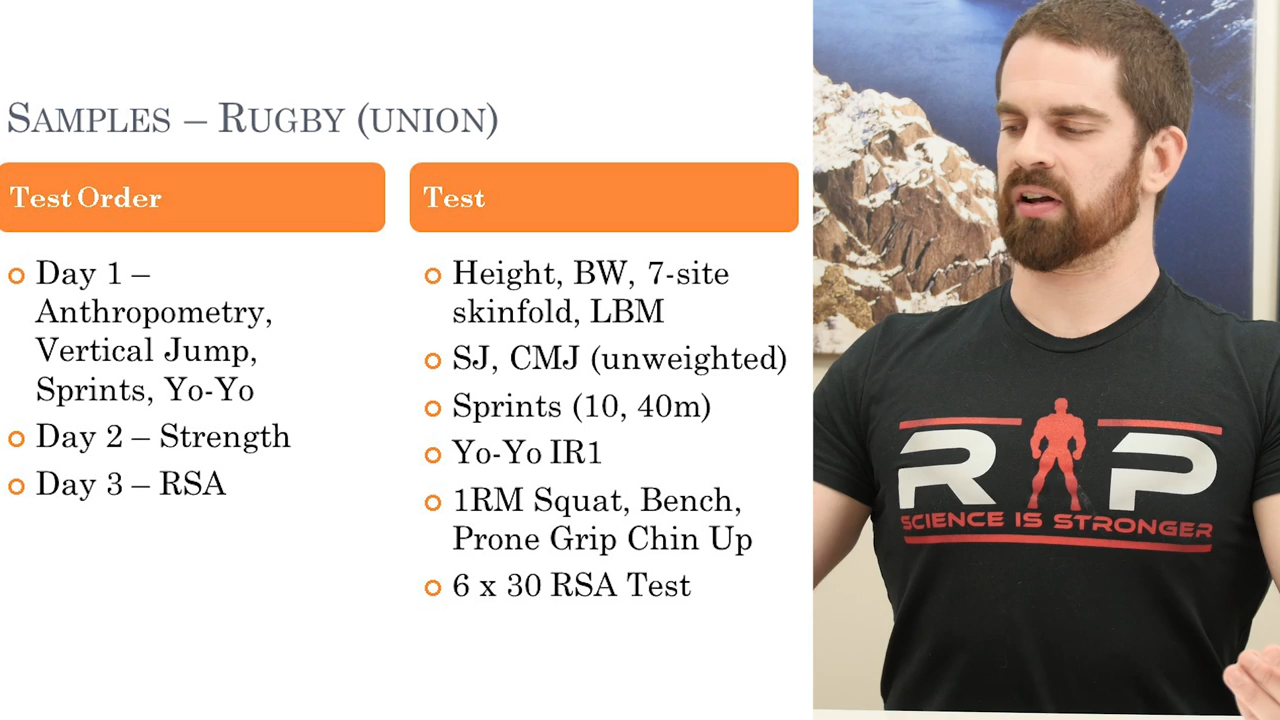 SAMPLES – RUGBY (UNION)
Test Order
Day 1 –
Anthropometry,
Vertical Jump,
Sprints, Yo-Yo
Day 2 – Strength
Day 3 – RSA
Test
Height, BW, 7-site
skinfold, LBM
SJ, CMJ (unweighted)
Sprints (10, 40m)
Yo-Yo IR1
1RM Squat, Bench,
Prone Grip Chin Up
6 x 30 RSA Test
R P
SCIENCE IS STRONGER